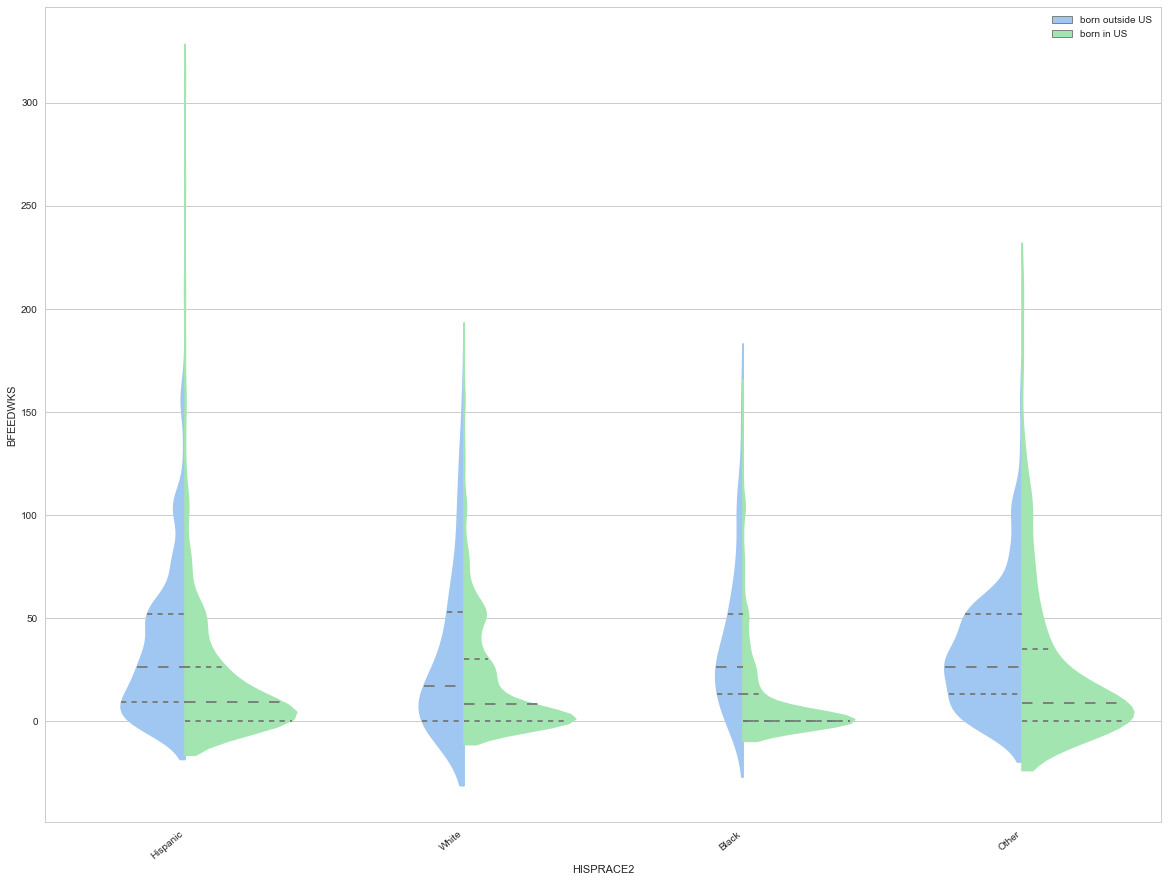 born outside US
born in US
300
250
200
150
100
50
0
BFEEDWKS
Hispanic
White
Black
Other
HISPRACE2